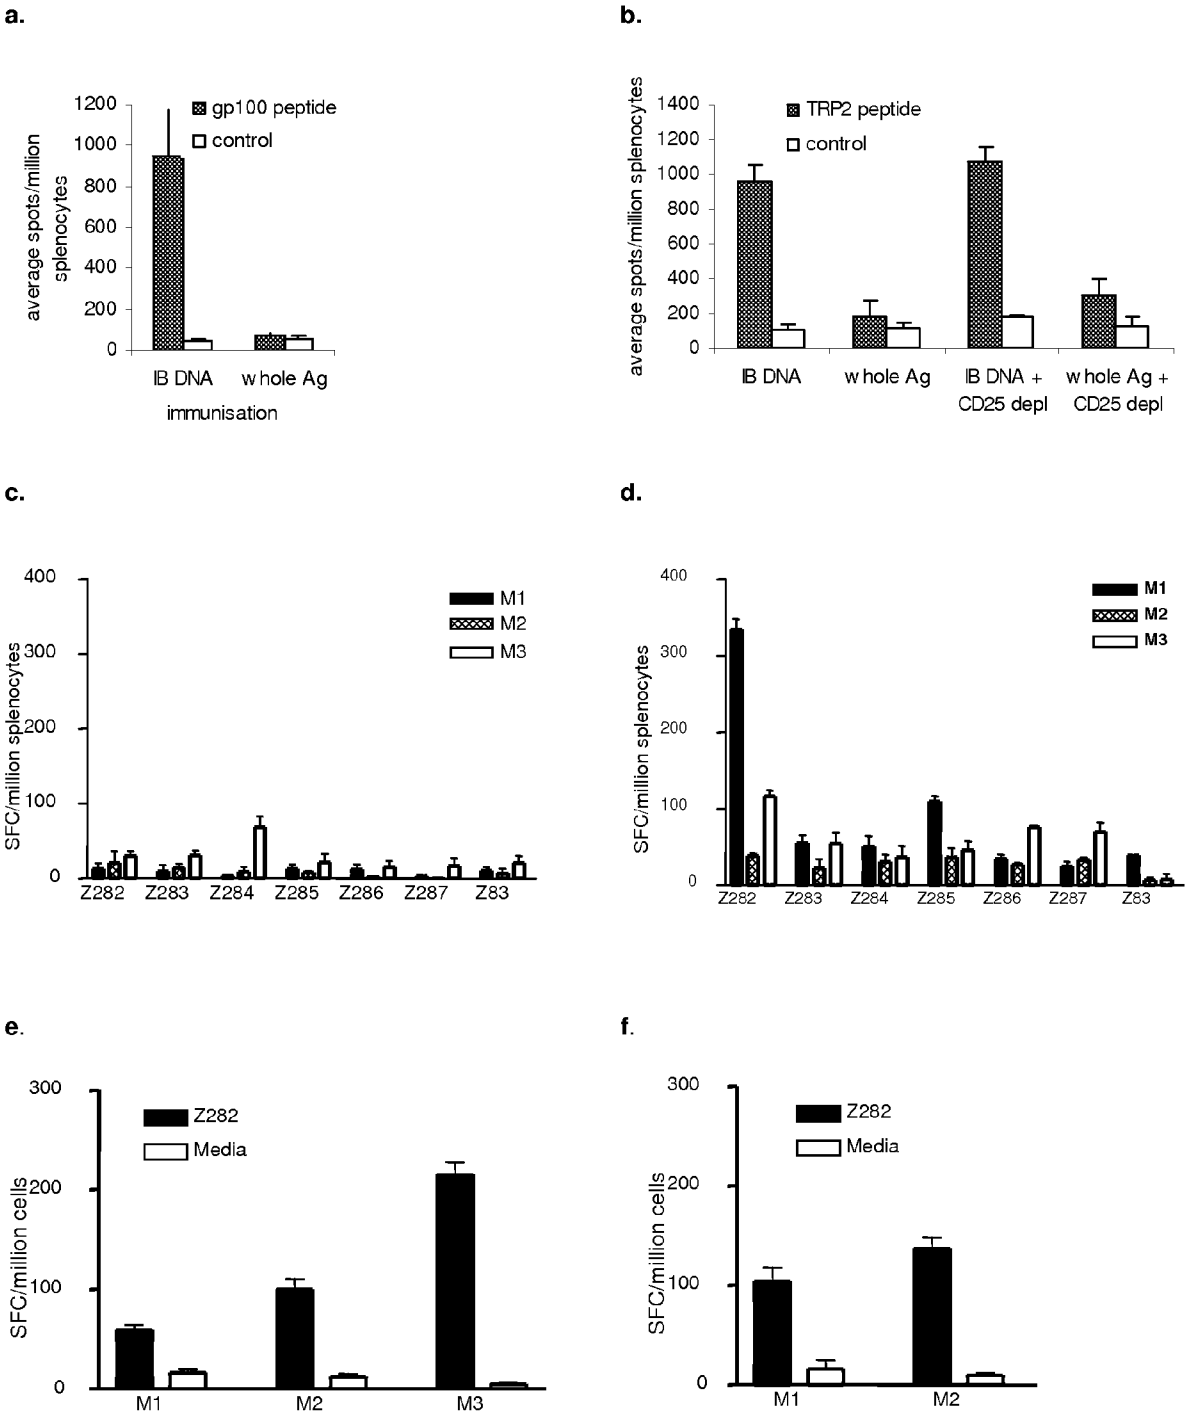 a.
average spots/million
splenocytes
1200
1000
800
600
400
200
0
gp100 peptide
control
IB DNA
whole Ag
immunisation
b.
average spots/million splenocytes
1400
1200
1000
800
600
400
200
0
TRP2 peptide
control
IB DNA
whole Ag
IB DNA +
CD25 depl
whole Ag +
CD25 depl
c.
SFC/million splenocytes
400
300
200
100
0
M1
M2
M3
Z282 Z283 Z284 Z285 Z286 Z287 Z83
d.
SFC/million splenocytes
400
300
200
100
0
M1
M2
M3
Z282 Z283 Z284 Z285 Z286 Z287 Z83
e.
SFC/million cells
300
200
100
0
Z282
Media
M1 M2 M3
f.
SFC/million cells
300
200
100
0
Z282
Media
M1 M2